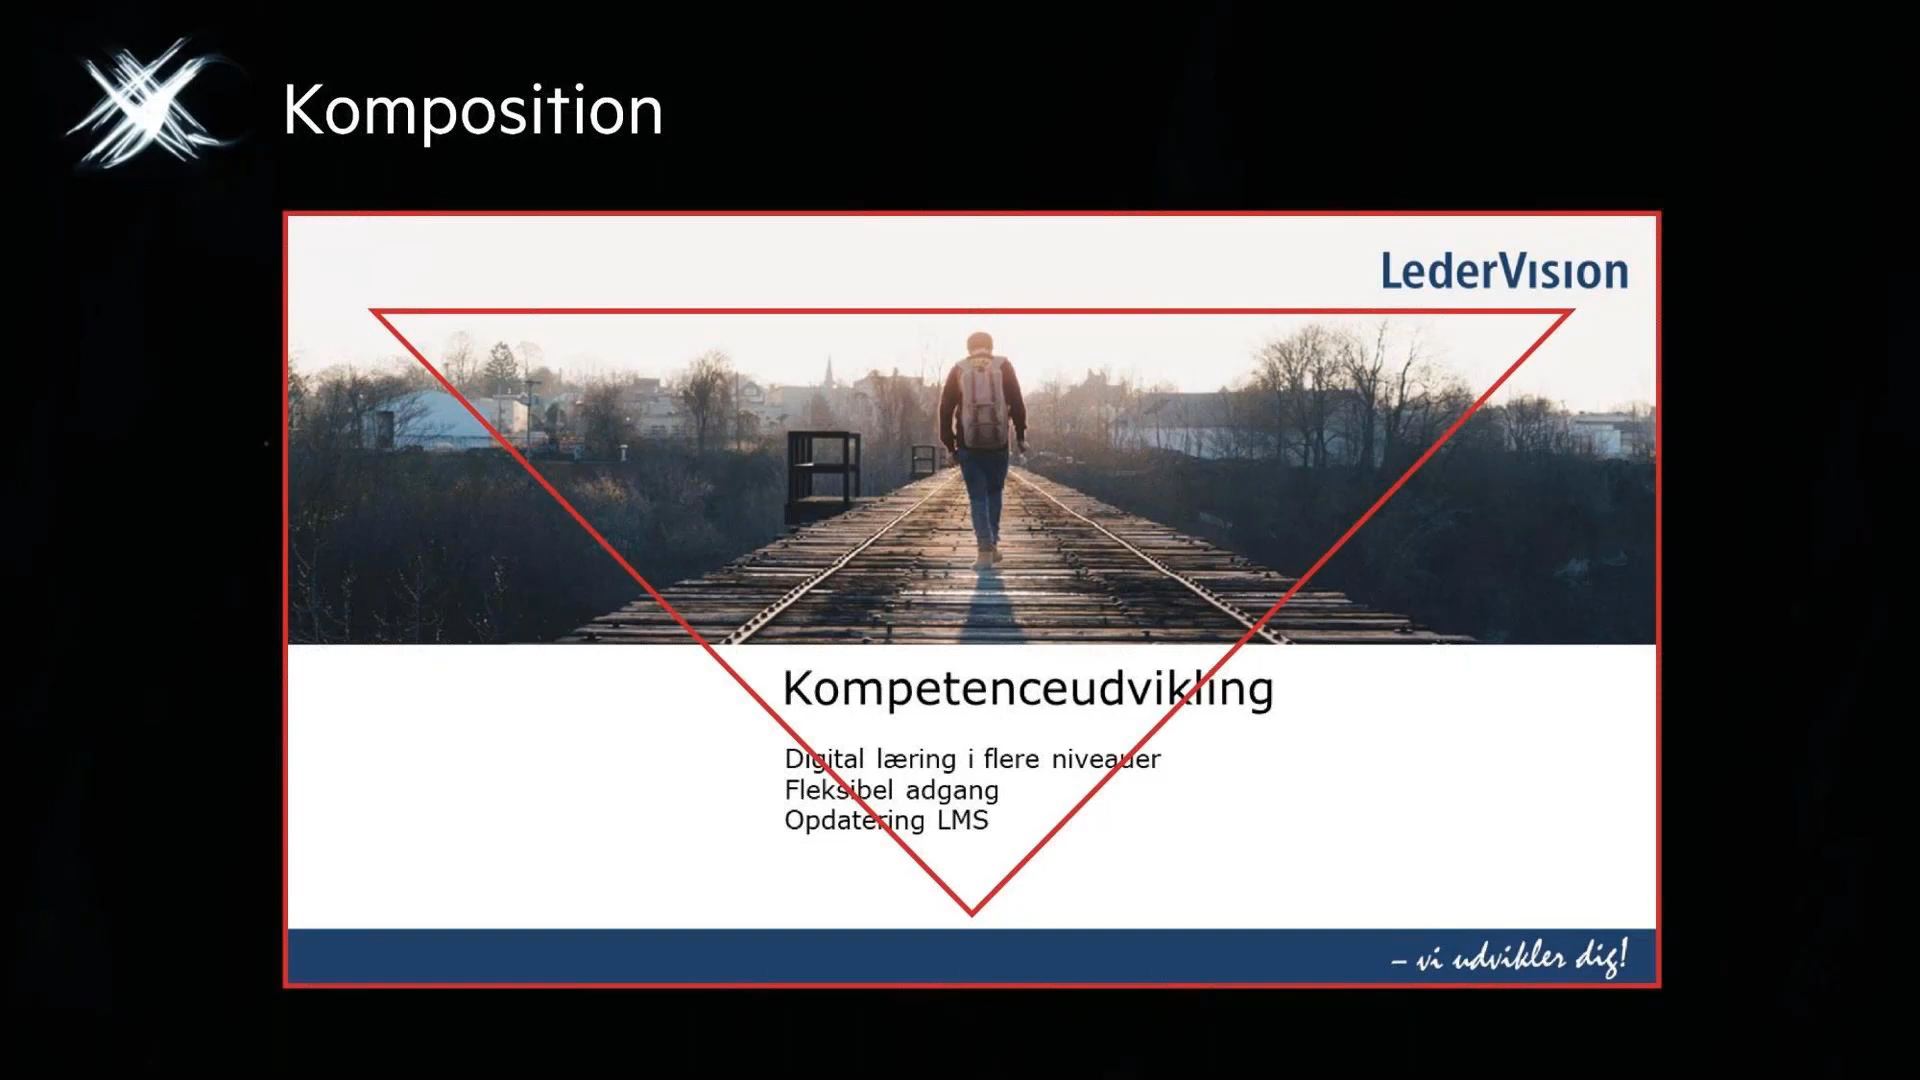 Komposition
LederVision
Kompetenceudvikling
Digital læring i flere niveauer
Fleksibel adgang
Opdatering LMS
– vi udvikler dig!